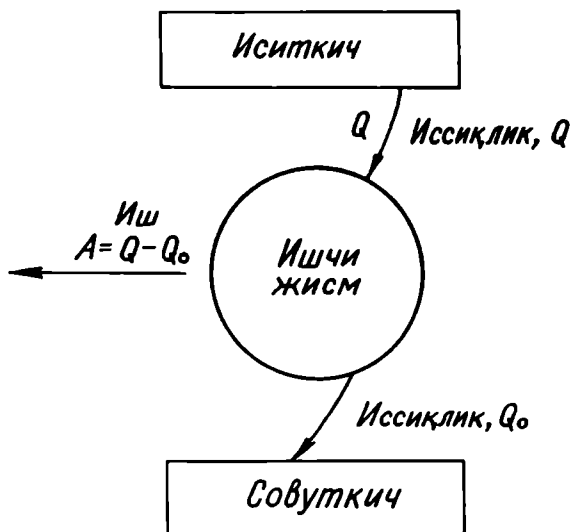 Иситкич
Q
Иссиқлик, Q
Иш
A = Q − Q₀
Ишчи
жисм
Иссиқлик, Q₀
Совуткич